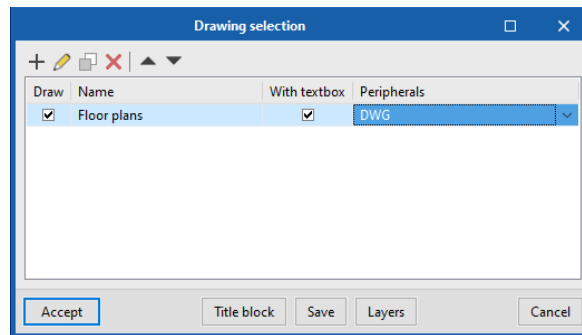 Drawing selection
Draw Name With textbox Peripherals
Floor plans DWG
Accept Title block Save Layers Cancel